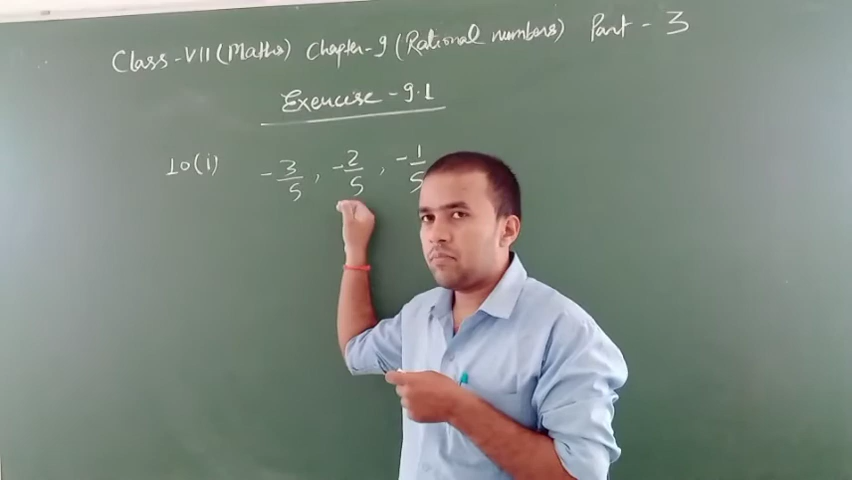 Class-VII (Maths) Chapter-9 (Rational numbers) Part-3
Exercise-9.1
10(i) -3/5, -2/5, -1/5